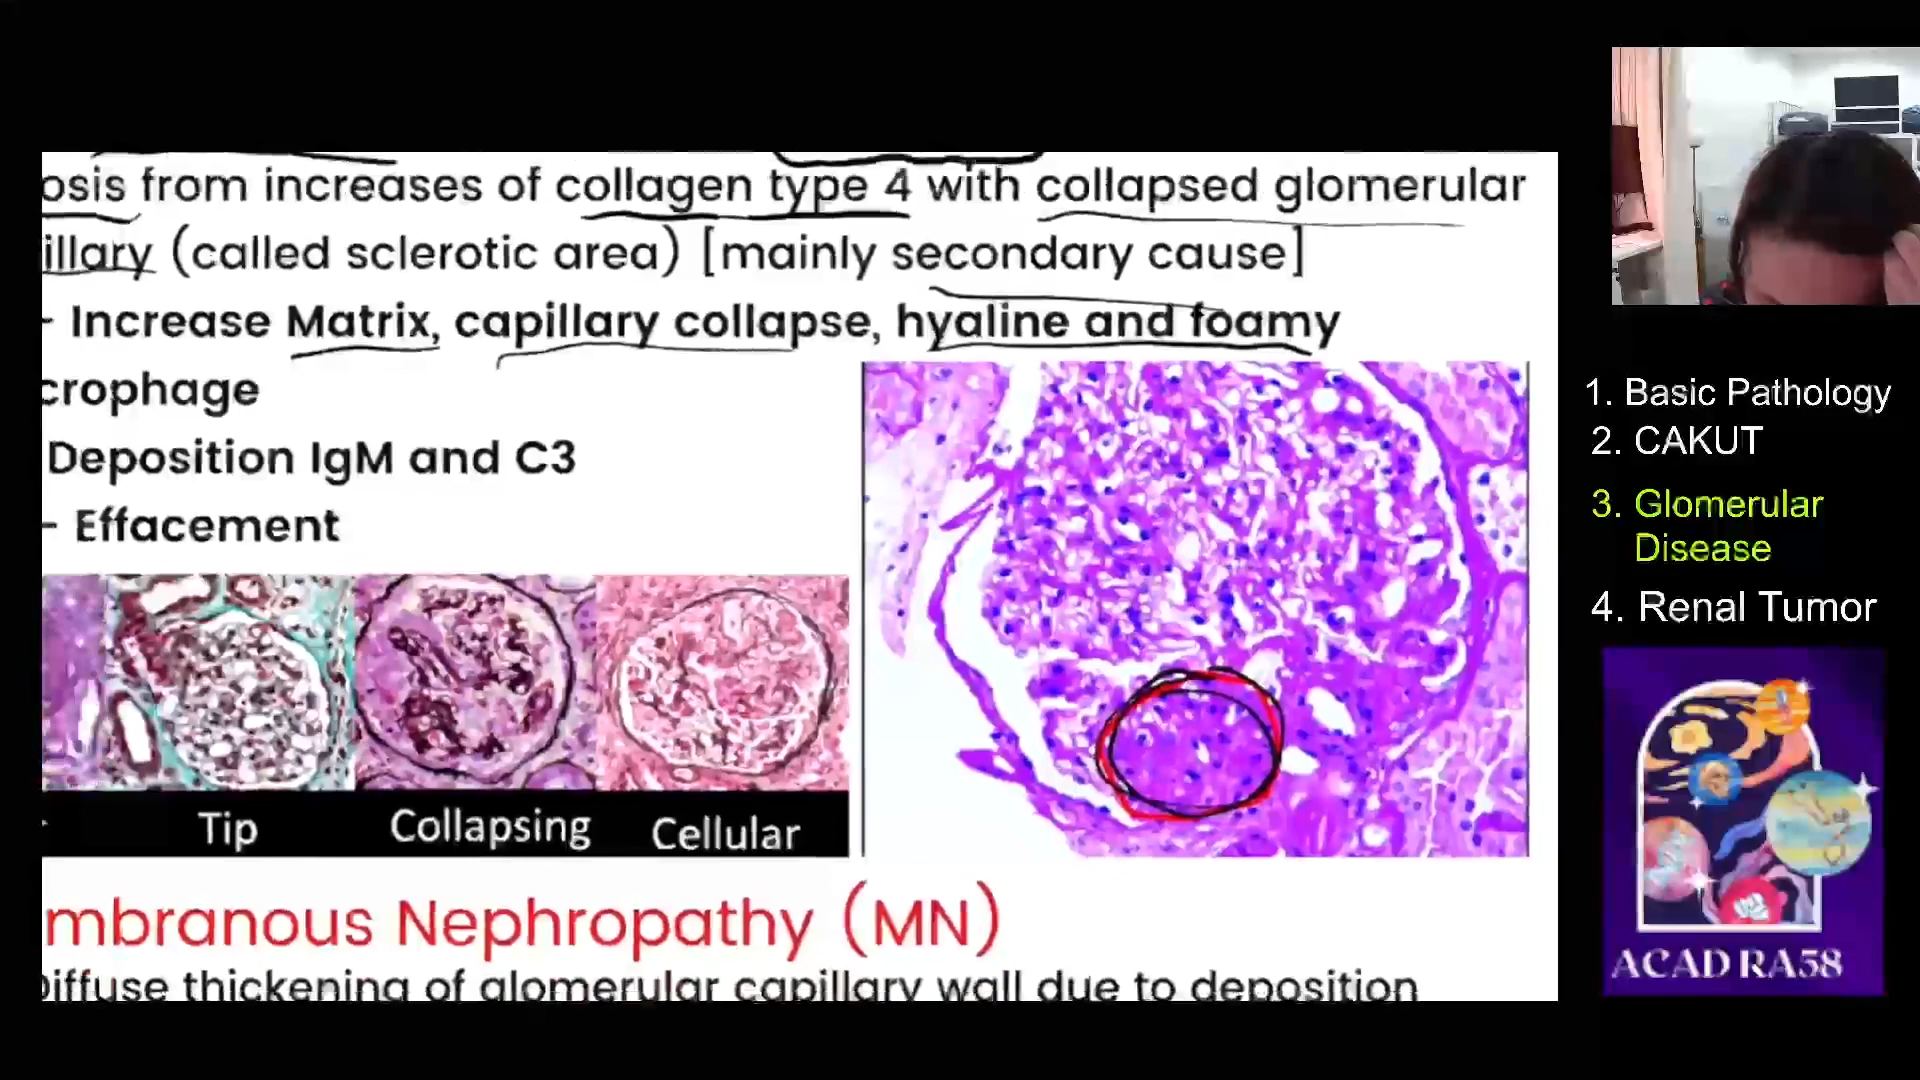 osis from increases of collagen type 4 with collapsed glomerular
illary (called sclerotic area) [mainly secondary cause]
- Increase Matrix, capillary collapse, hyaline and foamy
crophage
Deposition IgM and C3
- Effacement
Tip Collapsing Cellular
mbranous Nephropathy (MN)
Diffuse thickening of glomerular capillary wall due to deposition
1. Basic Pathology
2. CAKUT
3. Glomerular
Disease
4. Renal Tumor
ACAD RA58